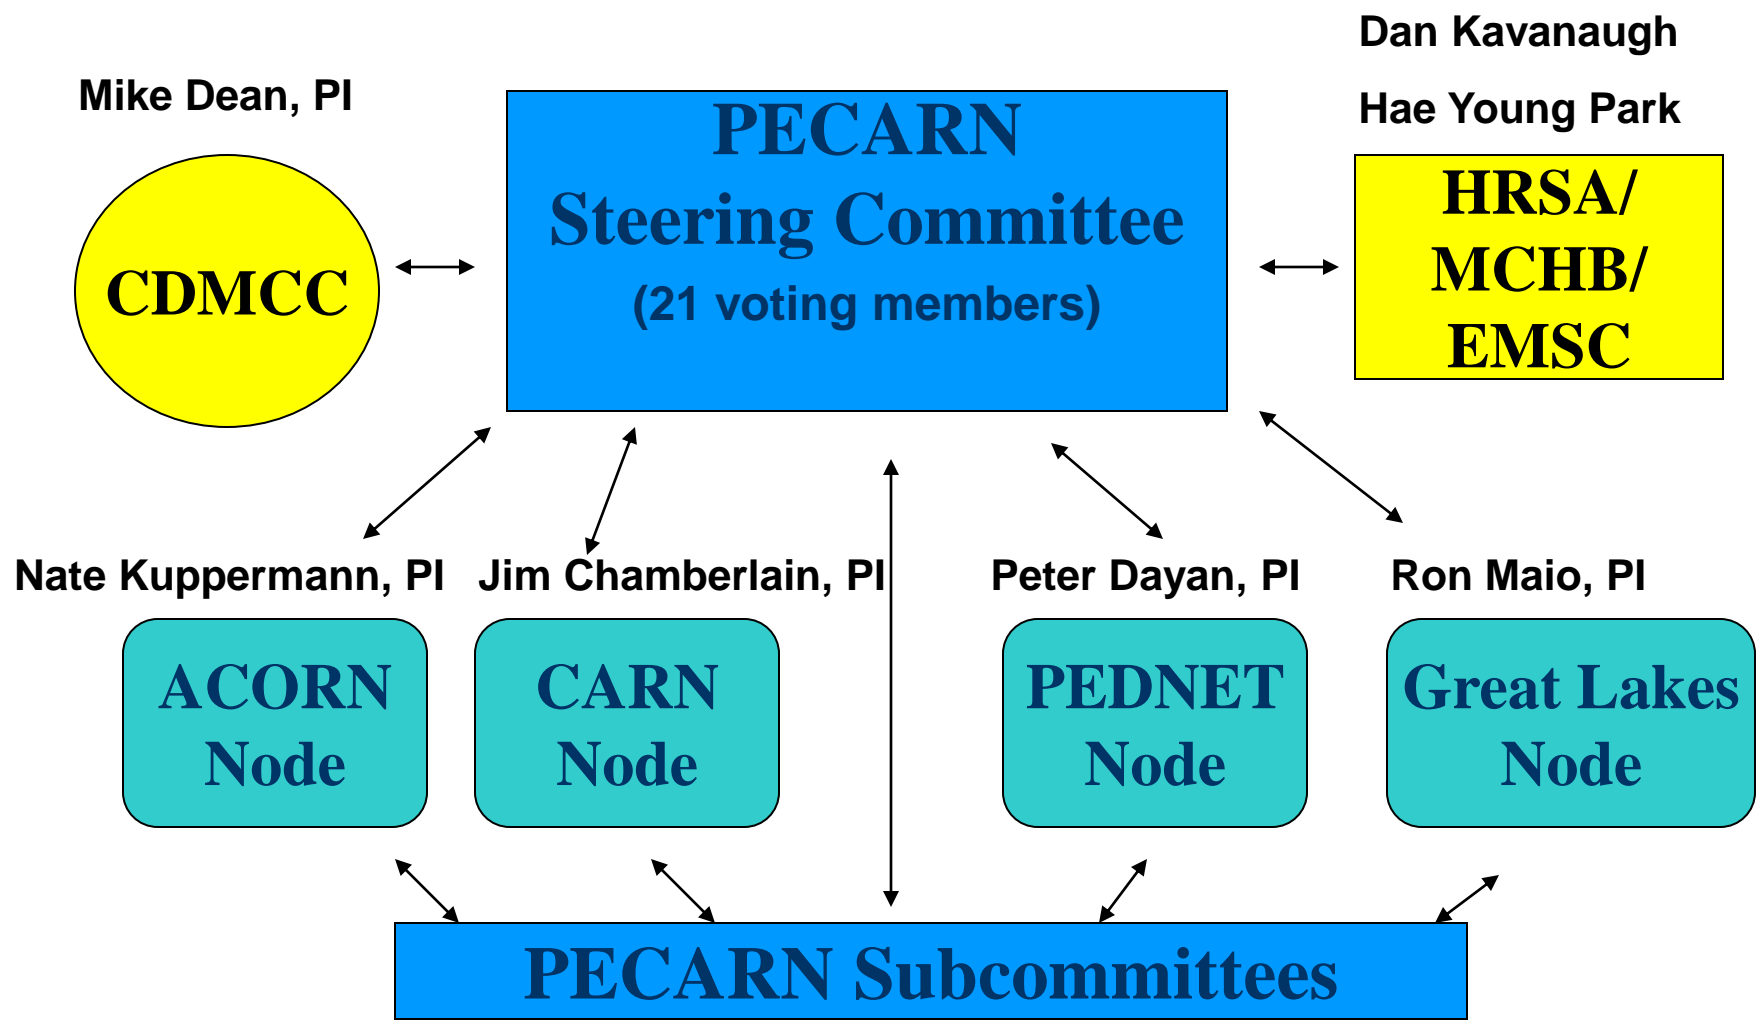 Dan Kavanaugh
Mike Dean, PI
Hae Young Park
PECARN
Steering Committee
(21 voting members)
CDMCC
HRSA/
MCHB/
EMSC
Nate Kuppermann, PI
Jim Chamberlain, PI
Peter Dayan, PI
Ron Maio, PI
ACORN
Node
CARN
Node
PEDNET
Node
Great Lakes
Node
PECARN Subcommittees